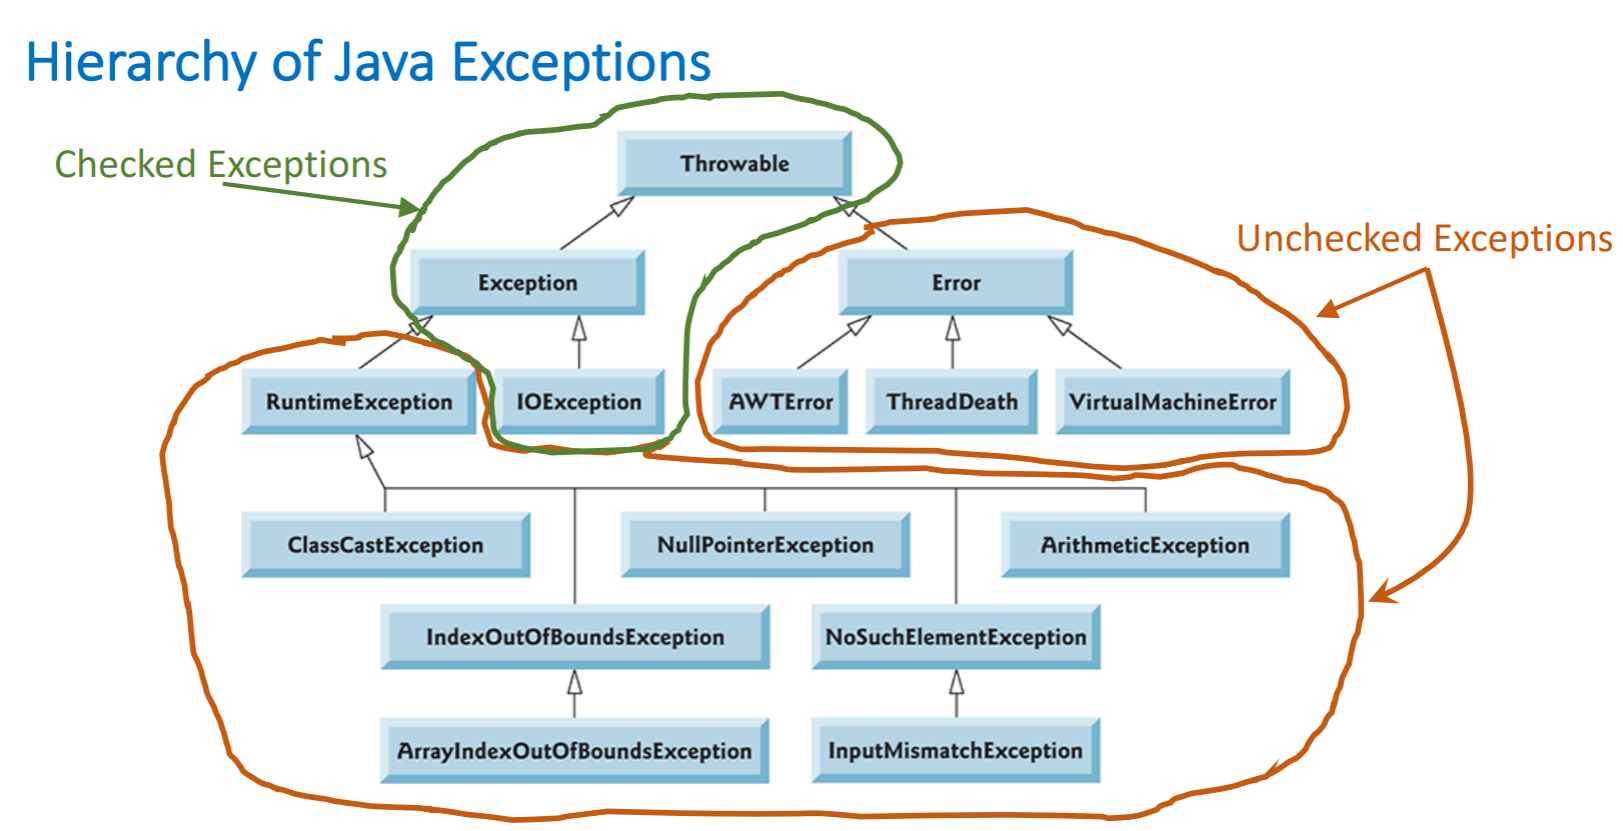 Hierarchy of Java Exceptions
Checked Exceptions
Throwable
Unchecked Exceptions
Exception
Error
RuntimeException
IOException
AWTError
ThreadDeath
VirtualMachineError
ClassCastException
NullPointerException
ArithmeticException
IndexOutOfBoundsException
NoSuchElementException
ArrayIndexOutOfBoundsException
InputMismatchException